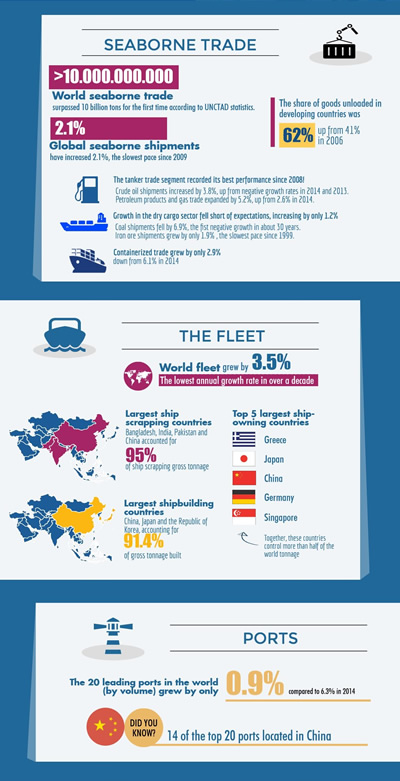 SEABORNE TRADE
>10.000.000.000
World seaborne trade
surpassed 10 billion tons for the first time according to UNCTAD statistics.
2.1%
Global seaborne shipments
have increased 2.1%, the slowest pace since 2009
The share of goods unloaded in
developing countries was
62% up from 41%
in 2006
The tanker trade segment recorded its best performance since 2008!
Crude oil shipments increased by 3.8%, up from negative growth rates in 2014 and 2013.
Petroleum products and gas trade expanded by 5.2%, up from 2.6% in 2014.
Growth in the dry cargo sector fell short of expectations, increasing by only 1.2%
Coal shipments fell by 6.9%, the fist negative growth in about 30 years.
Iron ore shipments grew by only 1.9% , the slowest pace since 1999.
Containerized trade grew by only 2.9%
down from 6.1% in 2014
THE FLEET
World fleet grew by 3.5%
The lowest annual growth rate in over a decade
Largest ship
scrapping countries
Bangladesh, India, Pakistan and
China accounted for
95%
of ship scrapping gross tonnage
Largest shipbuilding
countries
China, Japan and the Republic of
Korea, accounting for
91.4%
of gross tonnage built
Top 5 largest ship-
owning countries
Greece
Japan
China
Germany
Singapore
Together, these countries
control more than half of the
world tonnage
PORTS
The 20 leading ports in the world
(by volume) grew by only
0.9% compared to 6.3% in 2014
DID YOU
KNOW?
14 of the top 20 ports located in China